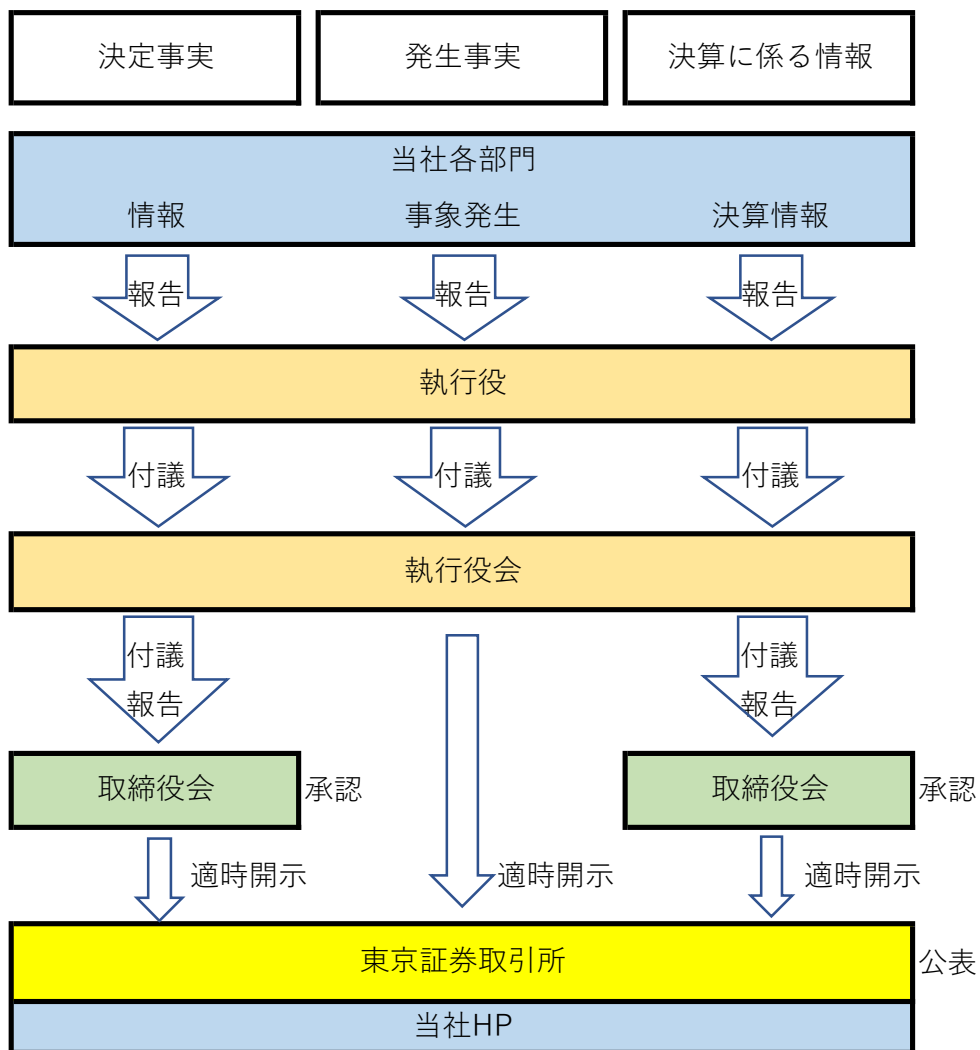 決定事実 発生事実 決算に係る情報
当社各部門
情報 事象発生 決算情報
報告 報告 報告
執行役
付議 付議 付議
執行役会
付議 付議
報告 報告
取締役会 承認 取締役会 承認
適時開示 適時開示 適時開示
東京証券取引所 公表
当社HP